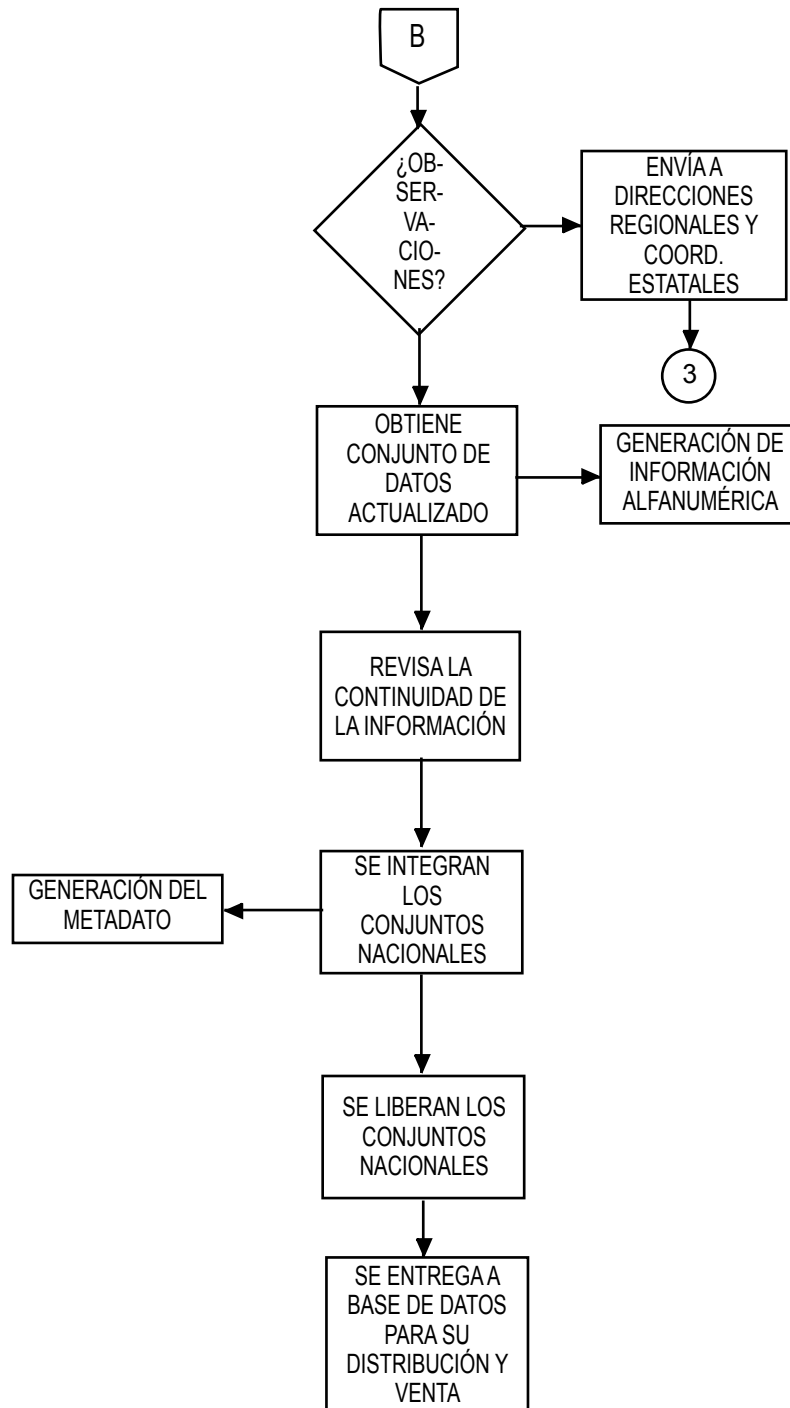 B
¿OB-
SER-
VA-
CIO-
NES?
ENVÍA A
DIRECCIONES
REGIONALES Y
COORD.
ESTATALES
3
OBTIENE
CONJUNTO DE
DATOS
ACTUALIZADO
GENERACIÓN DE
INFORMACIÓN
ALFANUMÉRICA
REVISA LA
CONTINUIDAD DE
LA INFORMACIÓN
SE INTEGRAN
LOS
CONJUNTOS
NACIONALES
GENERACIÓN DEL
METADATO
SE LIBERAN LOS
CONJUNTOS
NACIONALES
SE ENTREGA A
BASE DE DATOS
PARA SU
DISTRIBUCIÓN Y
VENTA